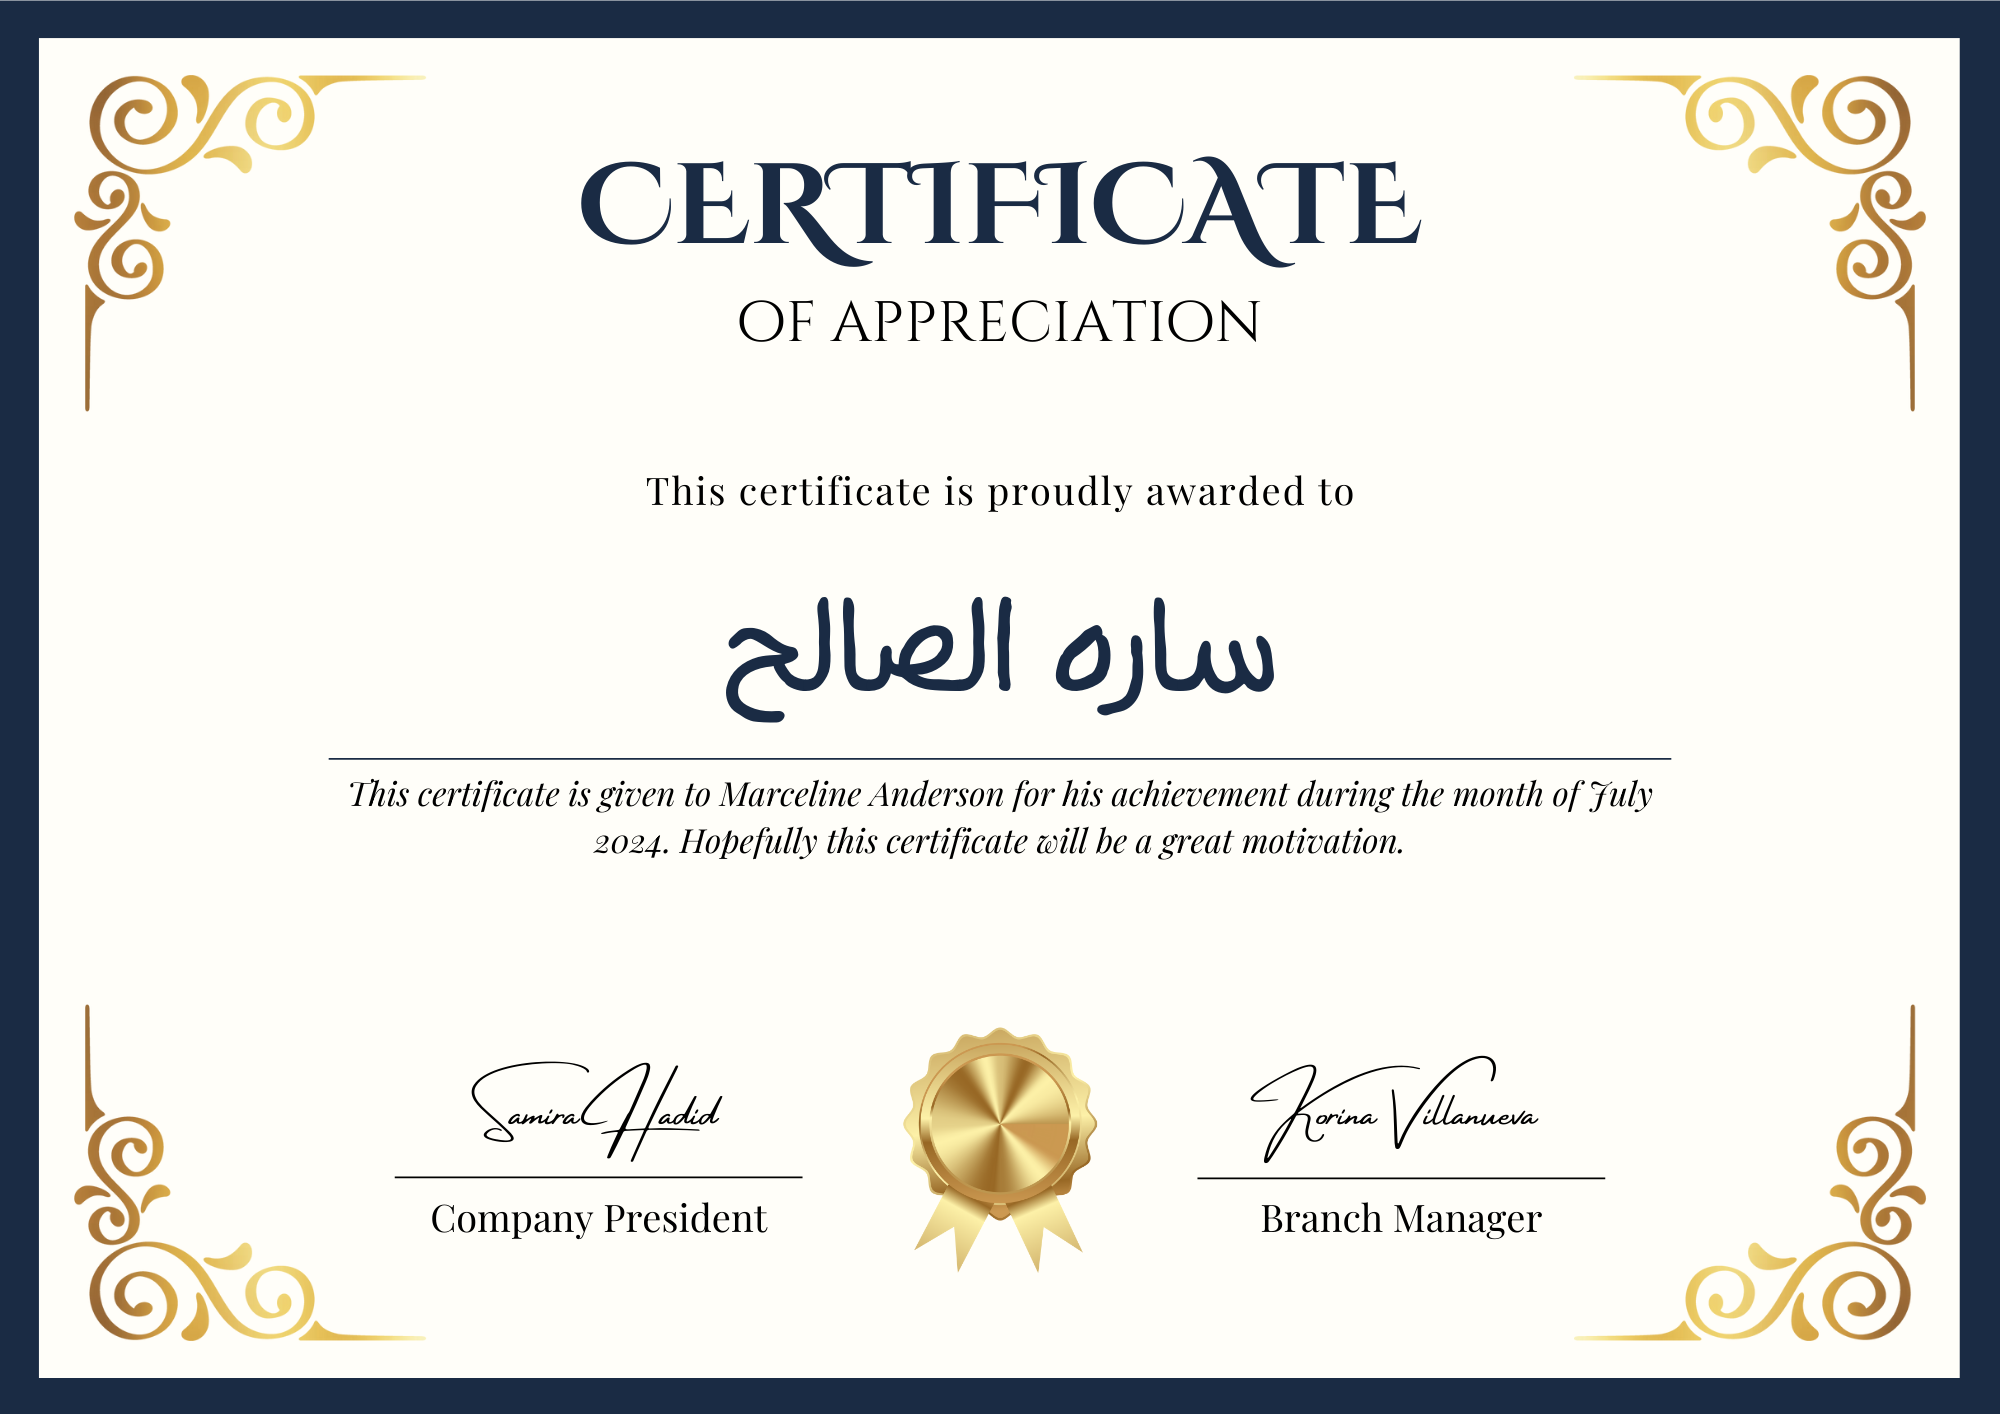 CERTIFICATE
OF APPRECIATION
This certificate is proudly awarded to
ساره الصالح
This certificate is given to Marceline Anderson for his achievement during the month of July
2024. Hopefully this certificate will be a great motivation.
Samira Hadid
Korina Villanueva
Company President
Branch Manager